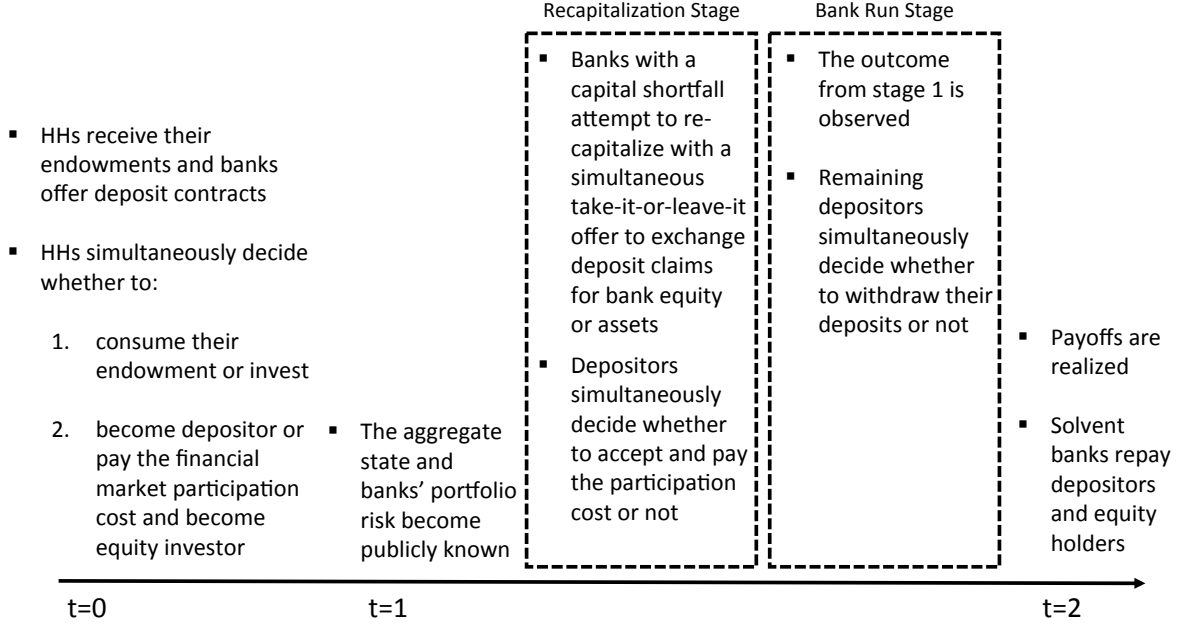 Recapitalization Stage
Bank Run Stage
▪ HHs receive their
endowments and banks
offer deposit contracts
▪ HHs simultaneously decide
whether to:
1. consume their
endowment or invest
2. become depositor or
pay the financial
market participation
cost and become
equity investor
▪ The aggregate
state and
banks' portfolio
risk become
publicly known
▪ Banks with a
capital shortfall
attempt to re-
capitalize with a
simultaneous
take-it-or-leave-it
offer to exchange
deposit claims
for bank equity
or assets
▪ Depositors
simultaneously
decide whether
to accept and pay
the participation
cost or not
▪ The outcome
from stage 1 is
observed
▪ Remaining
depositors
simultaneously
decide whether
to withdraw their
deposits or not
▪ Payoffs are
realized
▪ Solvent
banks repay
depositors
and equity
holders
t=0
t=1
t=2